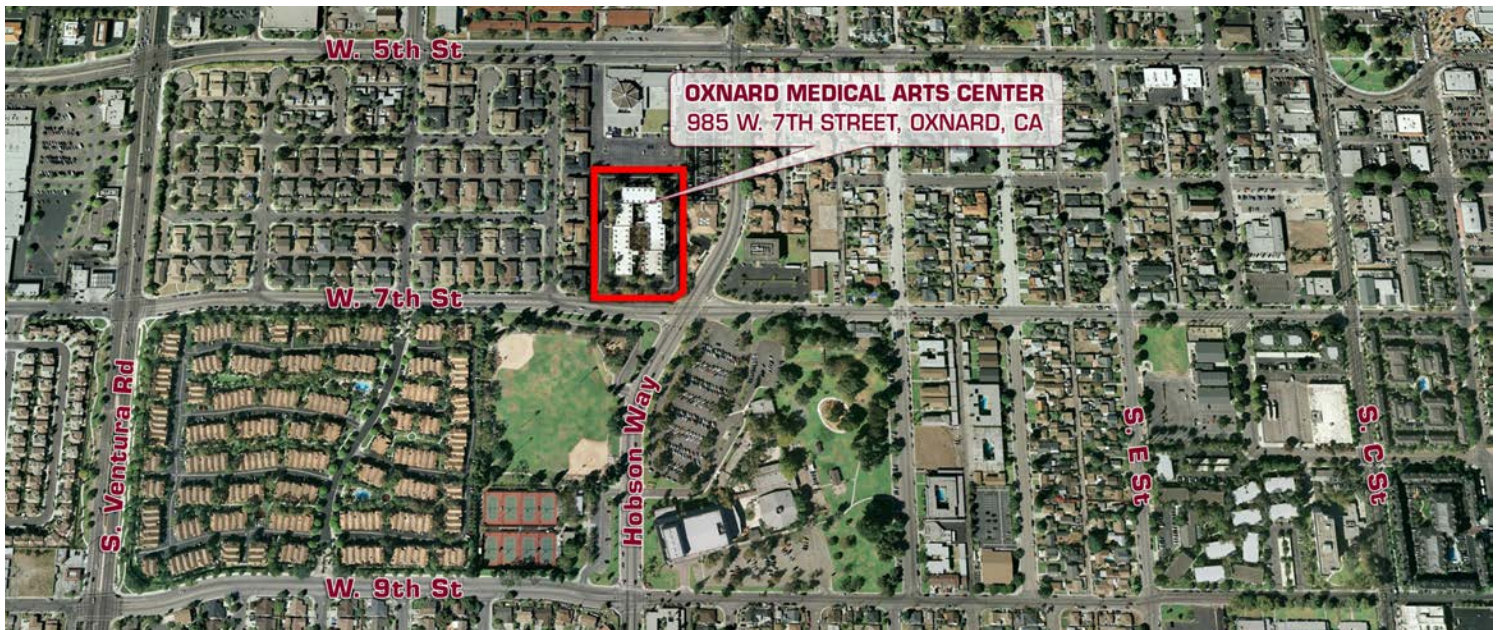 W. 5th St
OXNARD MEDICAL ARTS CENTER
985 W. 7TH STREET, OXNARD, CA
W. 7th St
S. Ventura Rd
Hobson Way
S. E St
S. C St
W. 9th St